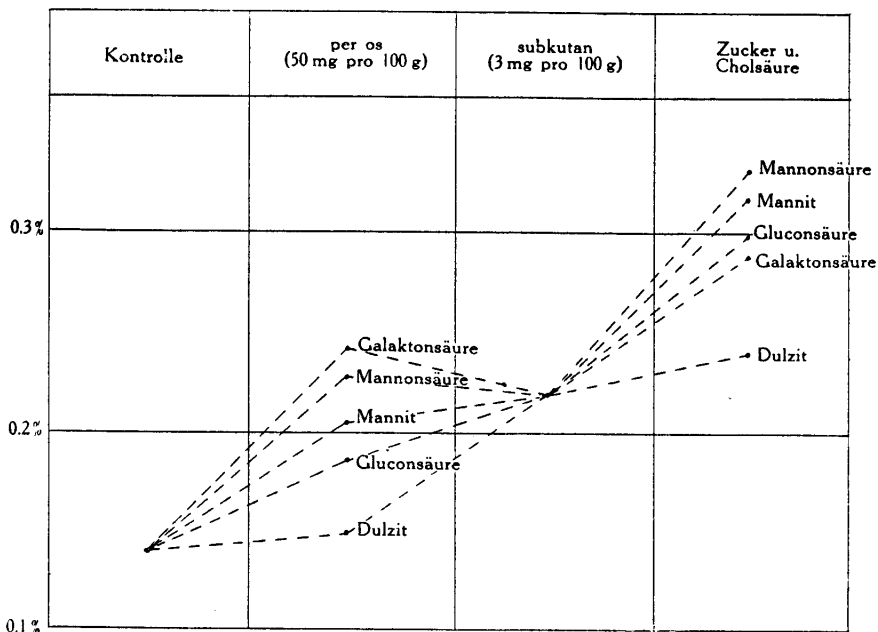 Kontrolle
per os
(50 mg pro 100 g)
subkutan
(3 mg pro 100 g)
Zucker u.
Cholsäure
0.3%
0.2%
0.1%
Galaktonsäure
Mannonsäure
Mannit
Gluconsäure
Dulzit
Mannonsäure
Mannit
Gluconsäure
Galaktonsäure
Dulzit